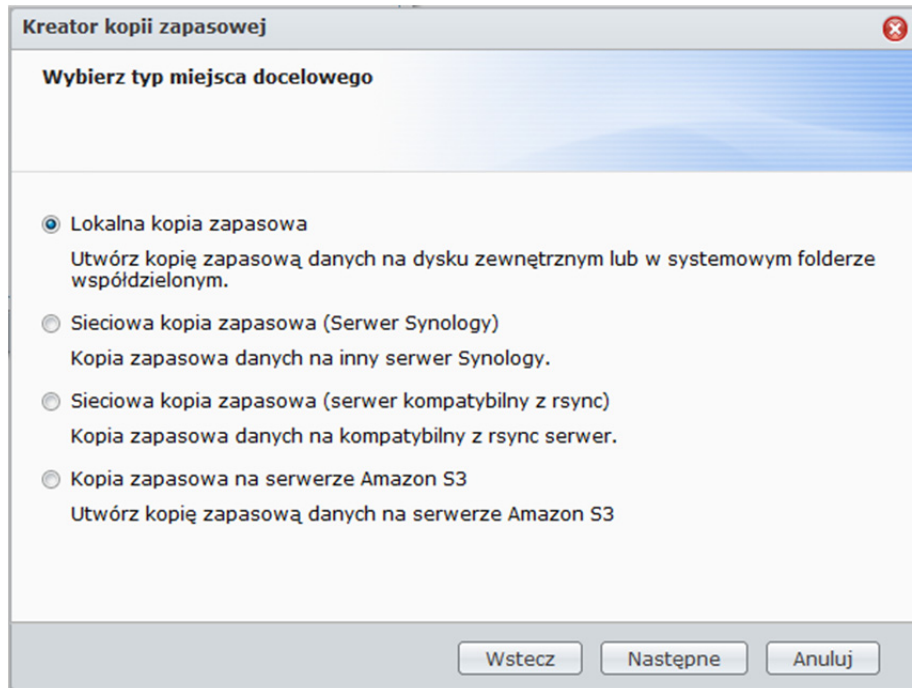 Kreator kopii zapasowej
Wybierz typ miejsca docelowego
Lokalna kopia zapasowa
Utwórz kopię zapasową danych na dysku zewnętrznym lub w systemowym folderze
współdzielonym.
Sieciowa kopia zapasowa (Serwer Synology)
Kopia zapasowa danych na inny serwer Synology.
Sieciowa kopia zapasowa (serwer kompatybilny z rsync)
Kopia zapasowa danych na kompatybilny z rsync serwer.
Kopia zapasowa na serwerze Amazon S3
Utwórz kopię zapasową danych na serwerze Amazon S3
Wstecz Następne Anuluj